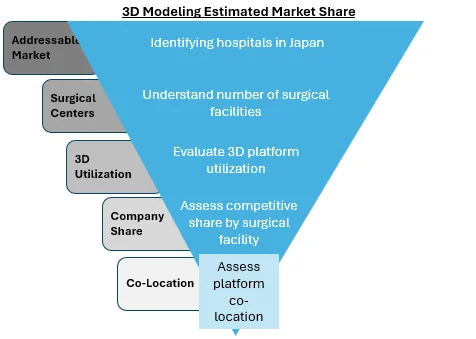 3D Modeling Estimated Market Share
Addressable
Market
Identifying hospitals in Japan
Surgical
Centers
Understand number of surgical
facilities
3D
Utilization
Evaluate 3D platform
utilization
Company
Share
Assess competitive
share by surgical
facility
Co-Location
Assess
platform
co-
location